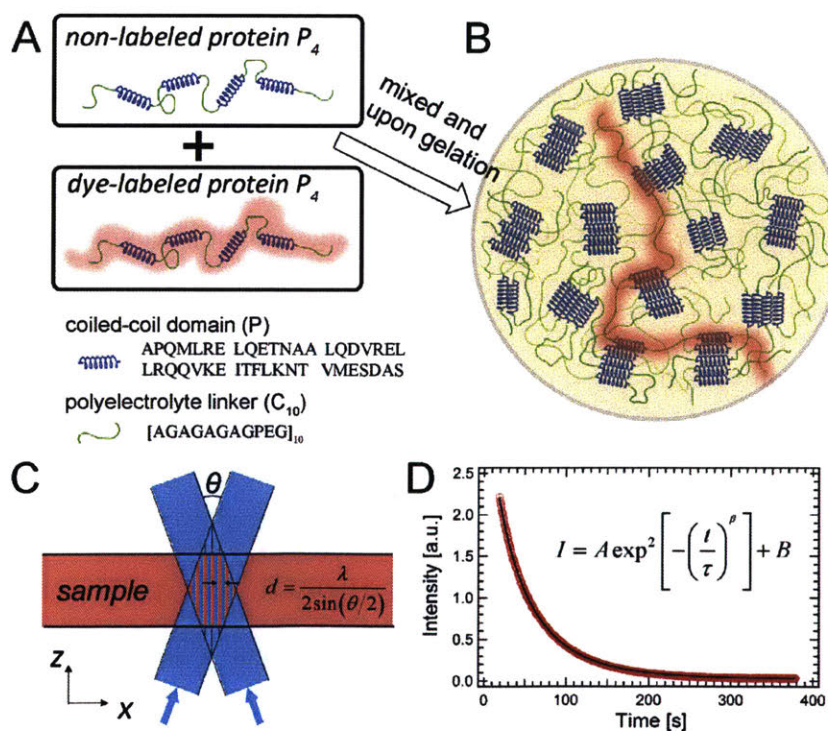 A
non-labeled protein P₄
+
dye-labeled protein P₄
mixed and
upon gelation
B
coiled-coil domain (P)
APQMLRE LQETNAA LQDVREL
LRQQVKE ITFLKNT VMESDAS
polyelectrolyte linker (C₁₀)
[AGAGAGAGPEG]₁₀
C
θ
sample
d = λ / 2sin(θ/2)
Z
X
D
Intensity [a.u.]
2.5
2.0
1.5
1.0
0.5
0.0
I = A exp² [−(t/τ)^β] + B
0 100 200 300 400
Time [s]